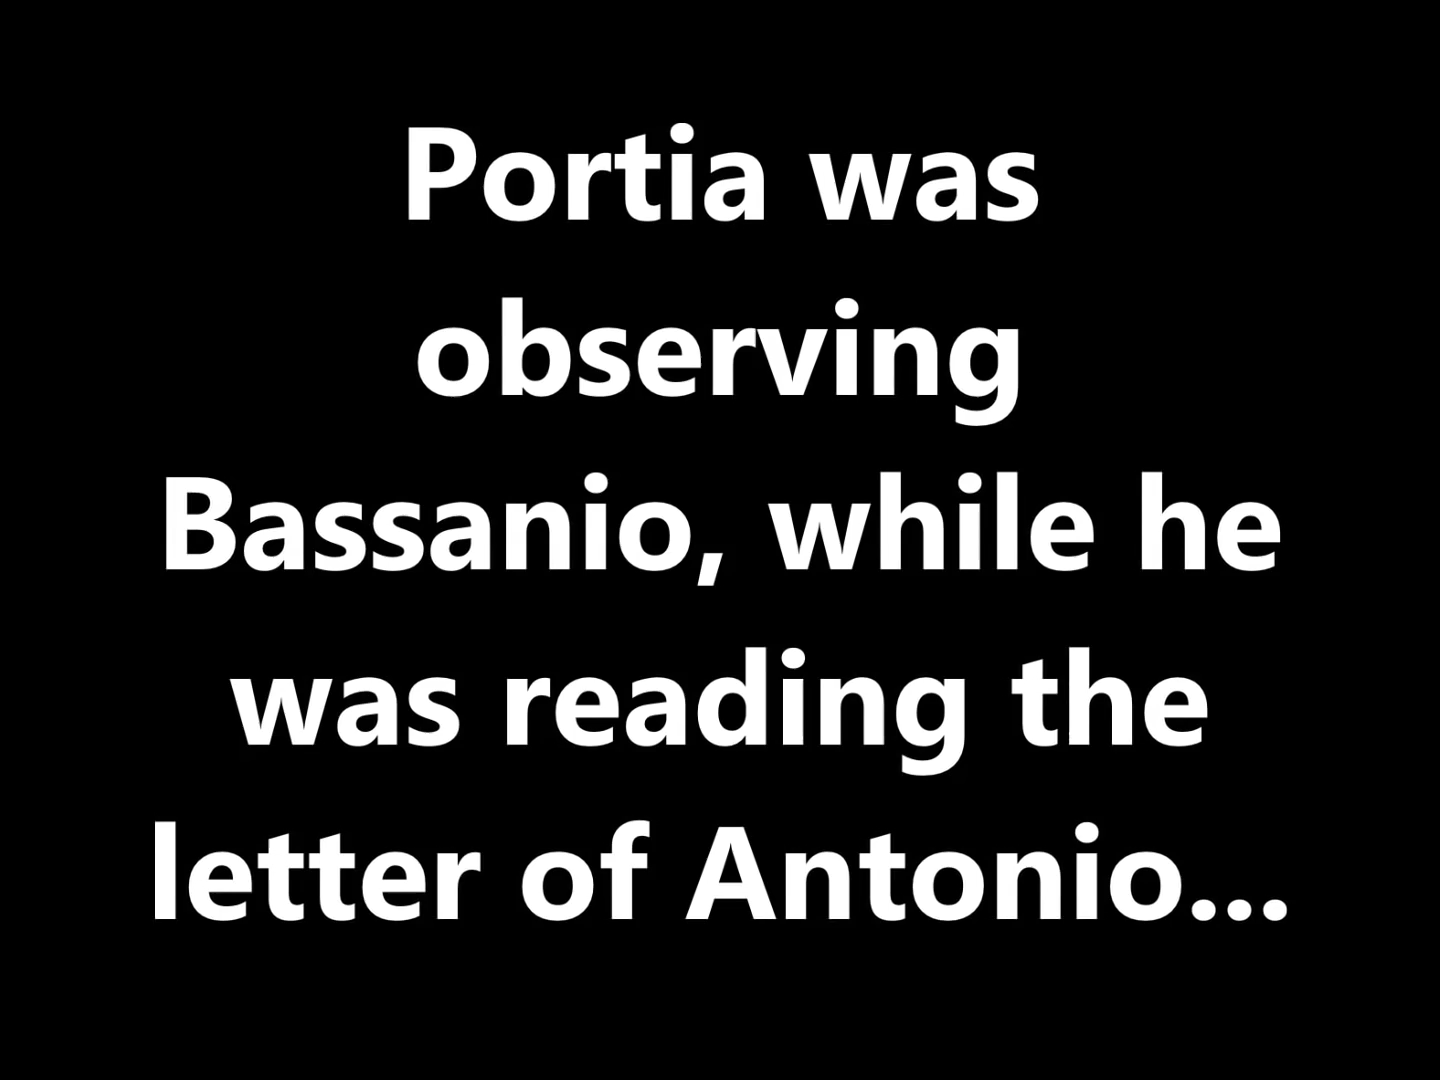 Portia was
observing
Bassanio, while he
was reading the
letter of Antonio...